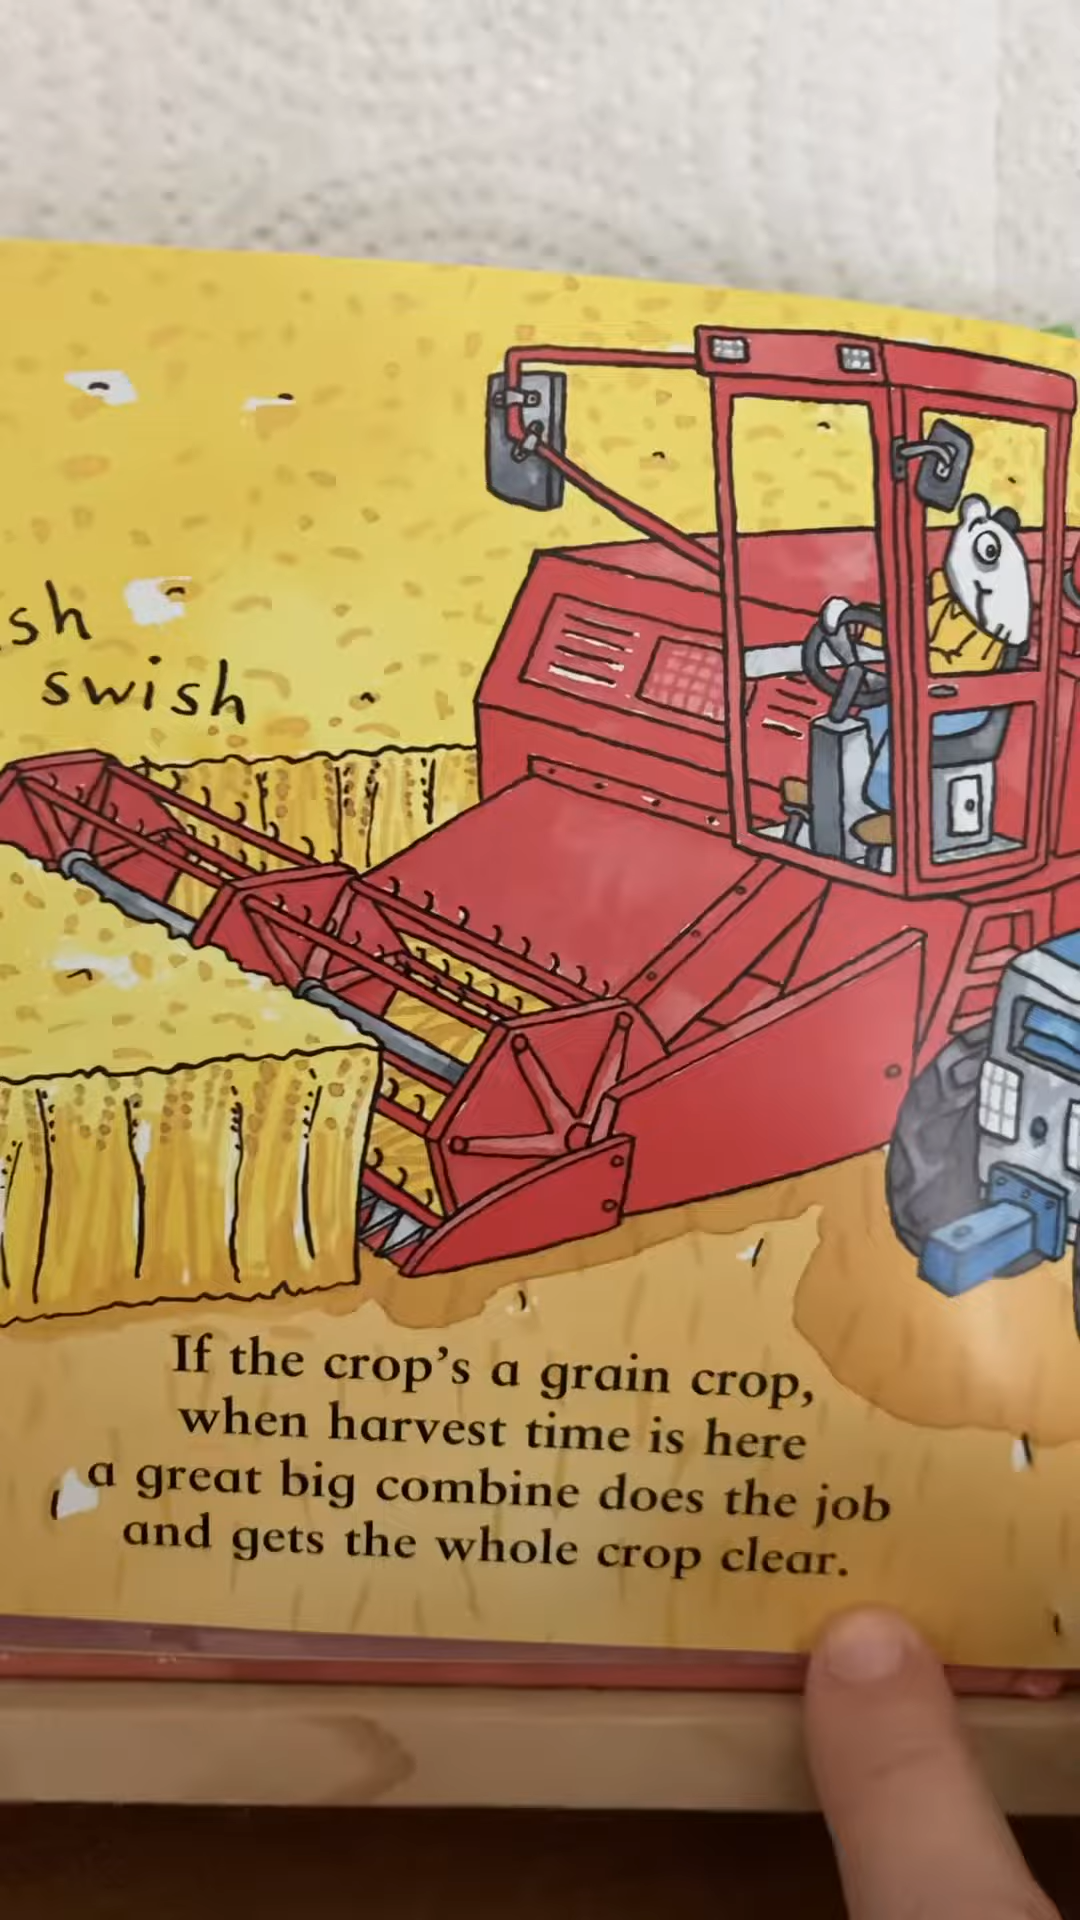 swish
If the crop's a grain crop,
when harvest time is here
a great big combine does the job
and gets the whole crop clear.